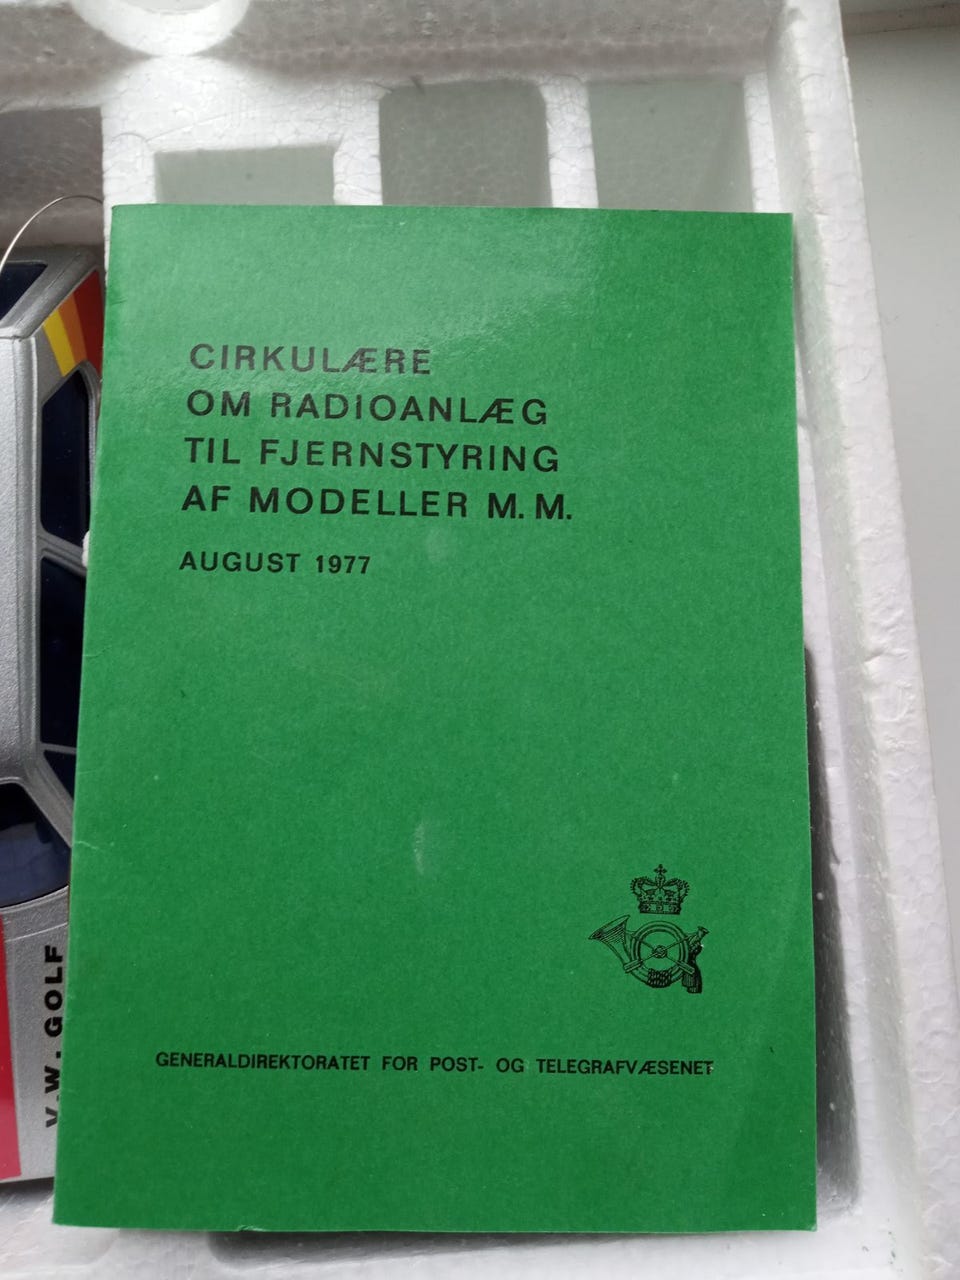 CIRKULÆRE
OM RADIOANLÆG
TIL FJERNSTYRING
AF MODELLER M.M.
AUGUST 1977
GENERALDIREKTORATET FOR POST- OG TELEGRAFVÆSENET
V.W. GOLF